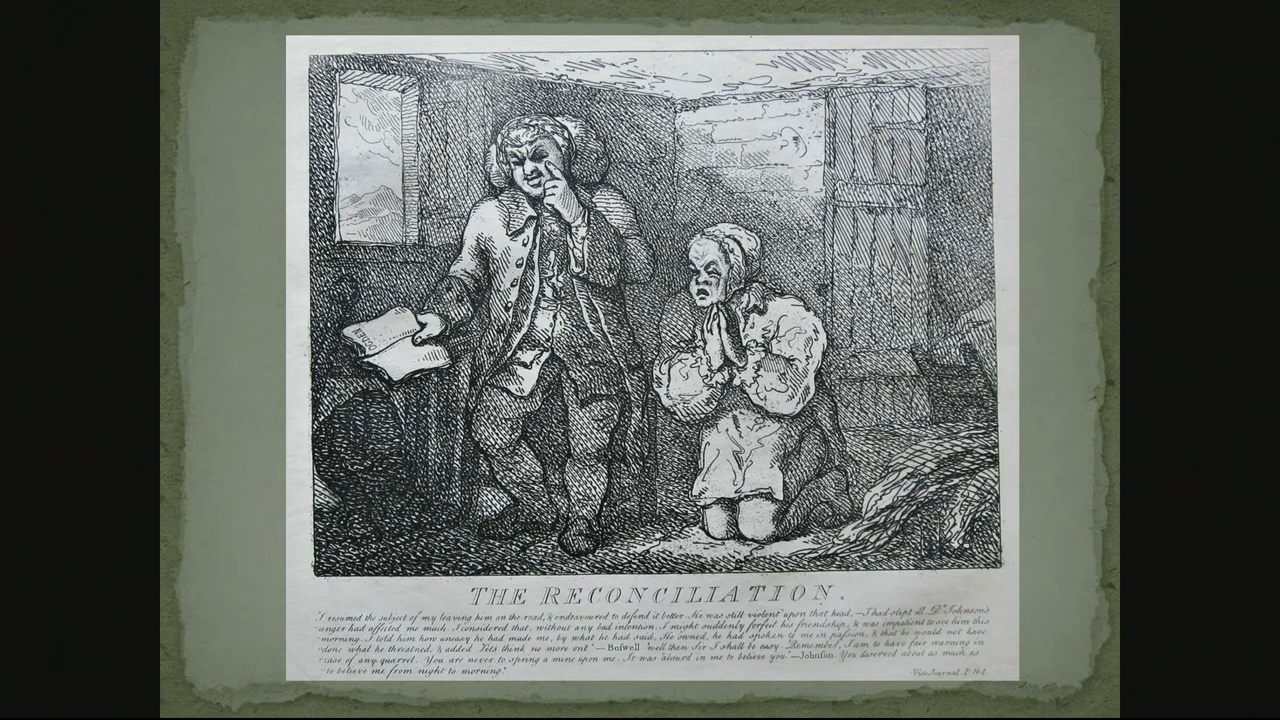 OGDEN
THE RECONCILIATION.
"I resumed the subject of my leaving him on the road, & endeavoured to defend it better. He was still violent upon that head.—I had slept ill. Dr. Johnson's
anger had affected me much. I considered that, without any bad intention, I might suddenly forfeit his friendship, & was impatient to see him this
morning. I told him how uneasy he had made me, by what he had said. He owned, he had spoken to me in passion, & that he would not have
done what he threatned, & added "let's think no more on't" — Boswell "well then Sir I shall be easy. Remember, I am to have fair warning in
case of any quarrel. You are never to spring a mine upon me. It was absurd in me to believe you."—Johnson. You deserved about as much, as
to believe me from night to morning."
Vide Journal P. 164